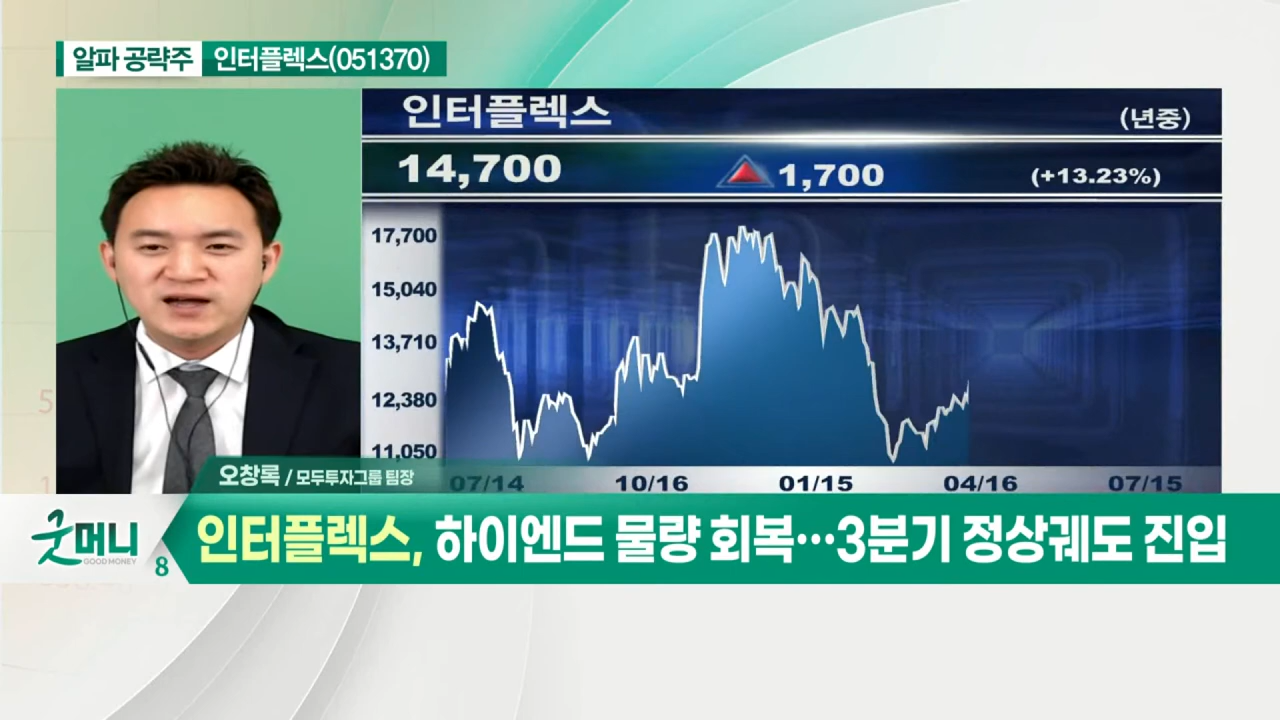 알파 공략주 인터플렉스(051370)
인터플렉스 (년중)
14,700 1,700 (+13.23%)
17,700
15,040
13,710
12,380
11,050
07/14 10/16 01/15 04/16 07/15
오창록 / 모두투자그룹 팀장
굿머니
GOOD MONEY
8
인터플렉스, 하이엔드 물량 회복…3분기 정상궤도 진입
5
1